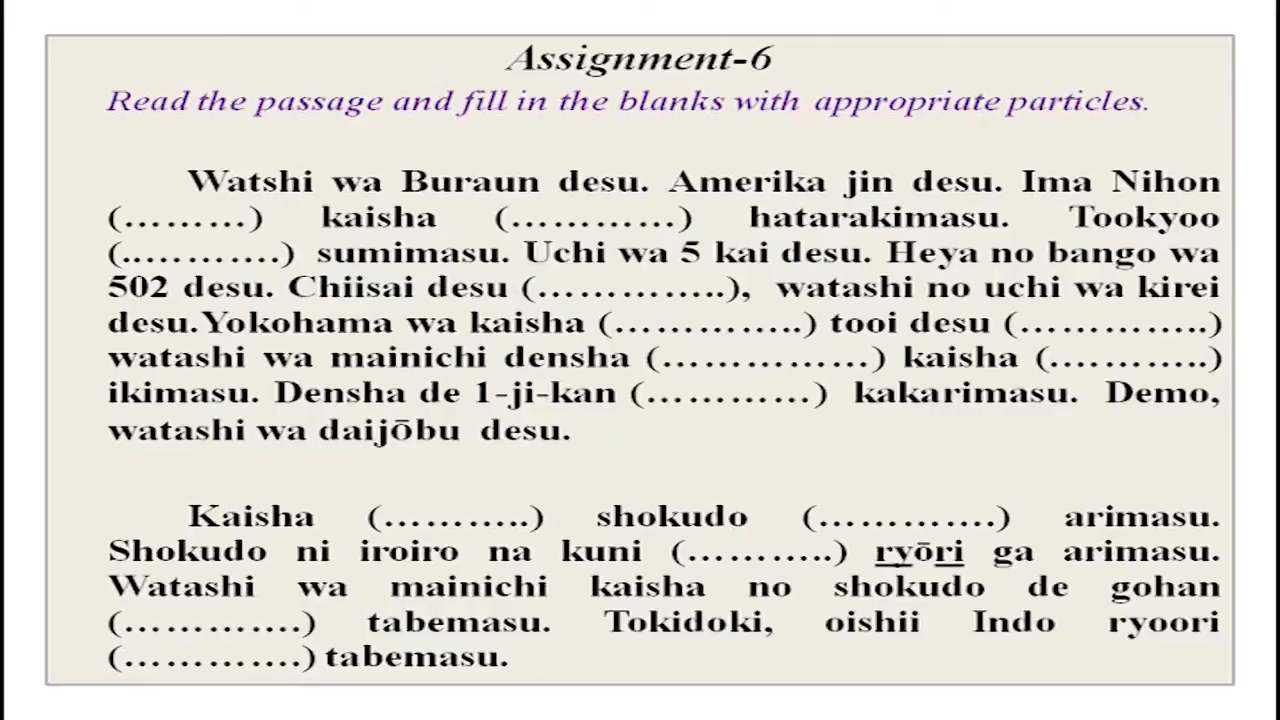 Assignment-6
Read the passage and fill in the blanks with appropriate particles.
Watshi wa Buraun desu. Amerika jin desu. Ima Nihon
(………) kaisha (…………) hatarakimasu. Tookyoo
(..……….) sumimasu. Uchi wa 5 kai desu. Heya no bango wa
502 desu. Chiisai desu (…………..), watashi no uchi wa kirei
desu.Yokohama wa kaisha (…………..) tooi desu (…………..)
watashi wa mainichi densha (……………) kaisha (………..)
ikimasu. Densha de 1-ji-kan (…………) kakarimasu. Demo,
watashi wa daijōbu desu.
Kaisha (………..) shokudo (………….) arimasu.
Shokudo ni iroiro na kuni (………..) ryōri ga arimasu.
Watashi wa mainichi kaisha no shokudo de gohan
(………….) tabemasu. Tokidoki, oishii Indo ryoori
(………….) tabemasu.